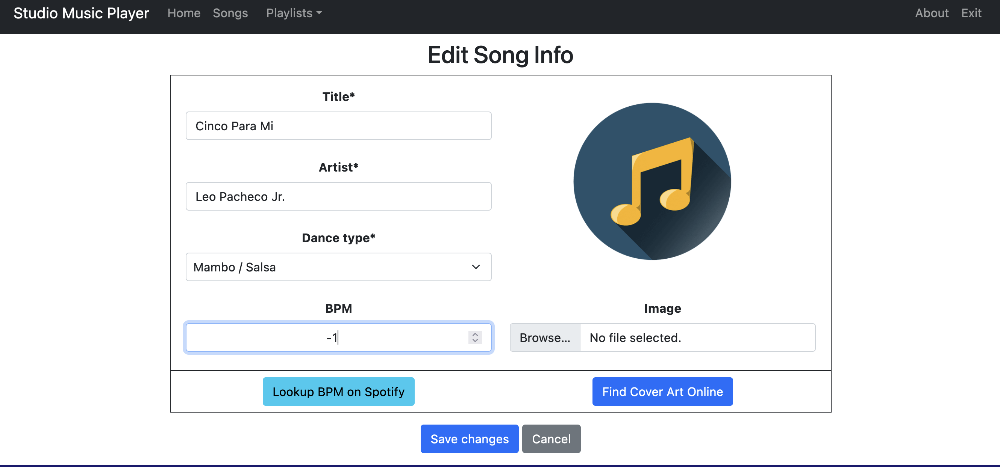 Studio Music Player Home Songs Playlists About Exit
Edit Song Info
Title*
Cinco Para Mi
Artist*
Leo Pacheco Jr.
Dance type*
Mambo / Salsa
BPM
-1
Image
Browse... No file selected.
Lookup BPM on Spotify
Find Cover Art Online
Save changes Cancel